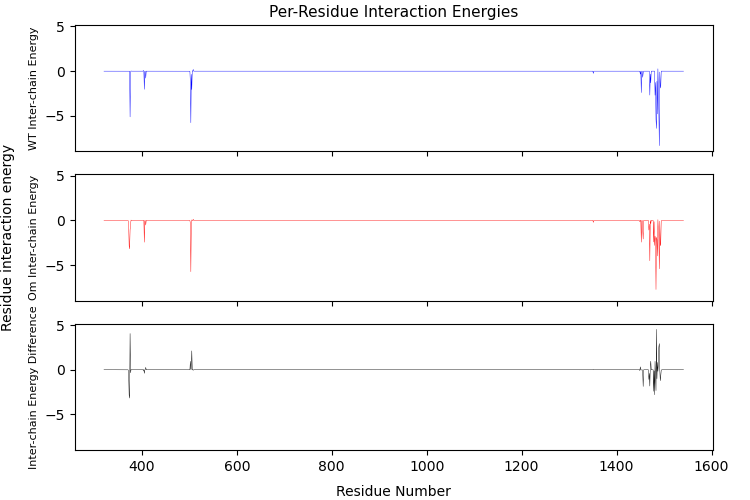 Per-Residue Interaction Energies
Residue interaction energy
WT Inter-chain Energy
5
0
−5
Om Inter-chain Energy
5
0
−5
Inter-chain Energy Difference
5
0
−5
400 600 800 1000 1200 1400 1600
Residue Number